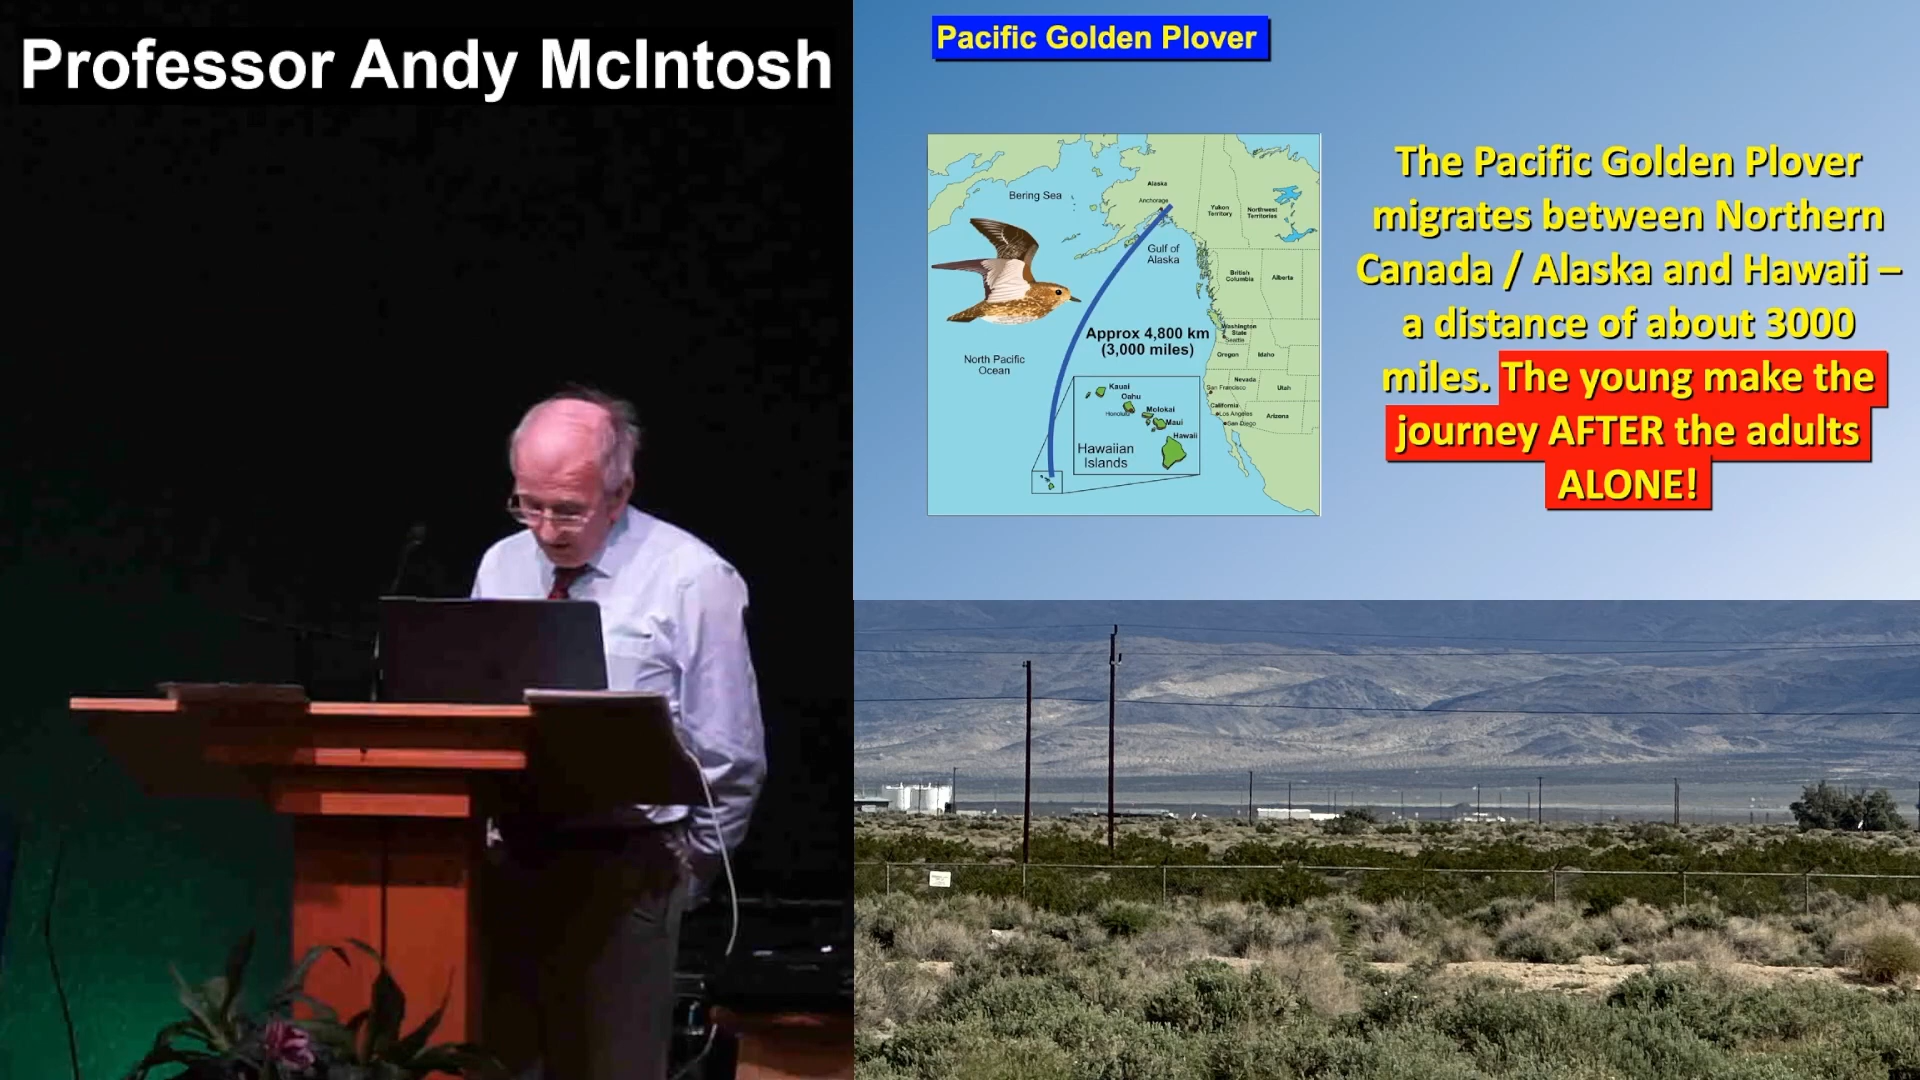 Professor Andy McIntosh
Pacific Golden Plover
The Pacific Golden Plover
migrates between Northern
Canada / Alaska and Hawaii –
a distance of about 3000
miles. The young make the
journey AFTER the adults
ALONE!
Bering Sea
Alaska
Anchorage
Yukon
Territory
Northwest
Territories
Gulf of
Alaska
British
Columbia
Alberta
Approx 4,800 km
(3,000 miles)
Washington
State
Seattle
Oregon
Idaho
North Pacific
Ocean
Nevada
Utah
San Francisco
California
Los Angeles
Arizona
San Diego
Kauai
Oahu
Honolulu
Molokai
Maui
Hawaii
Hawaiian
Islands